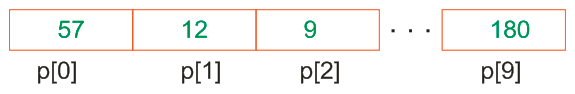 57 12 9 . . . 180
p[0] p[1] p[2] p[9]